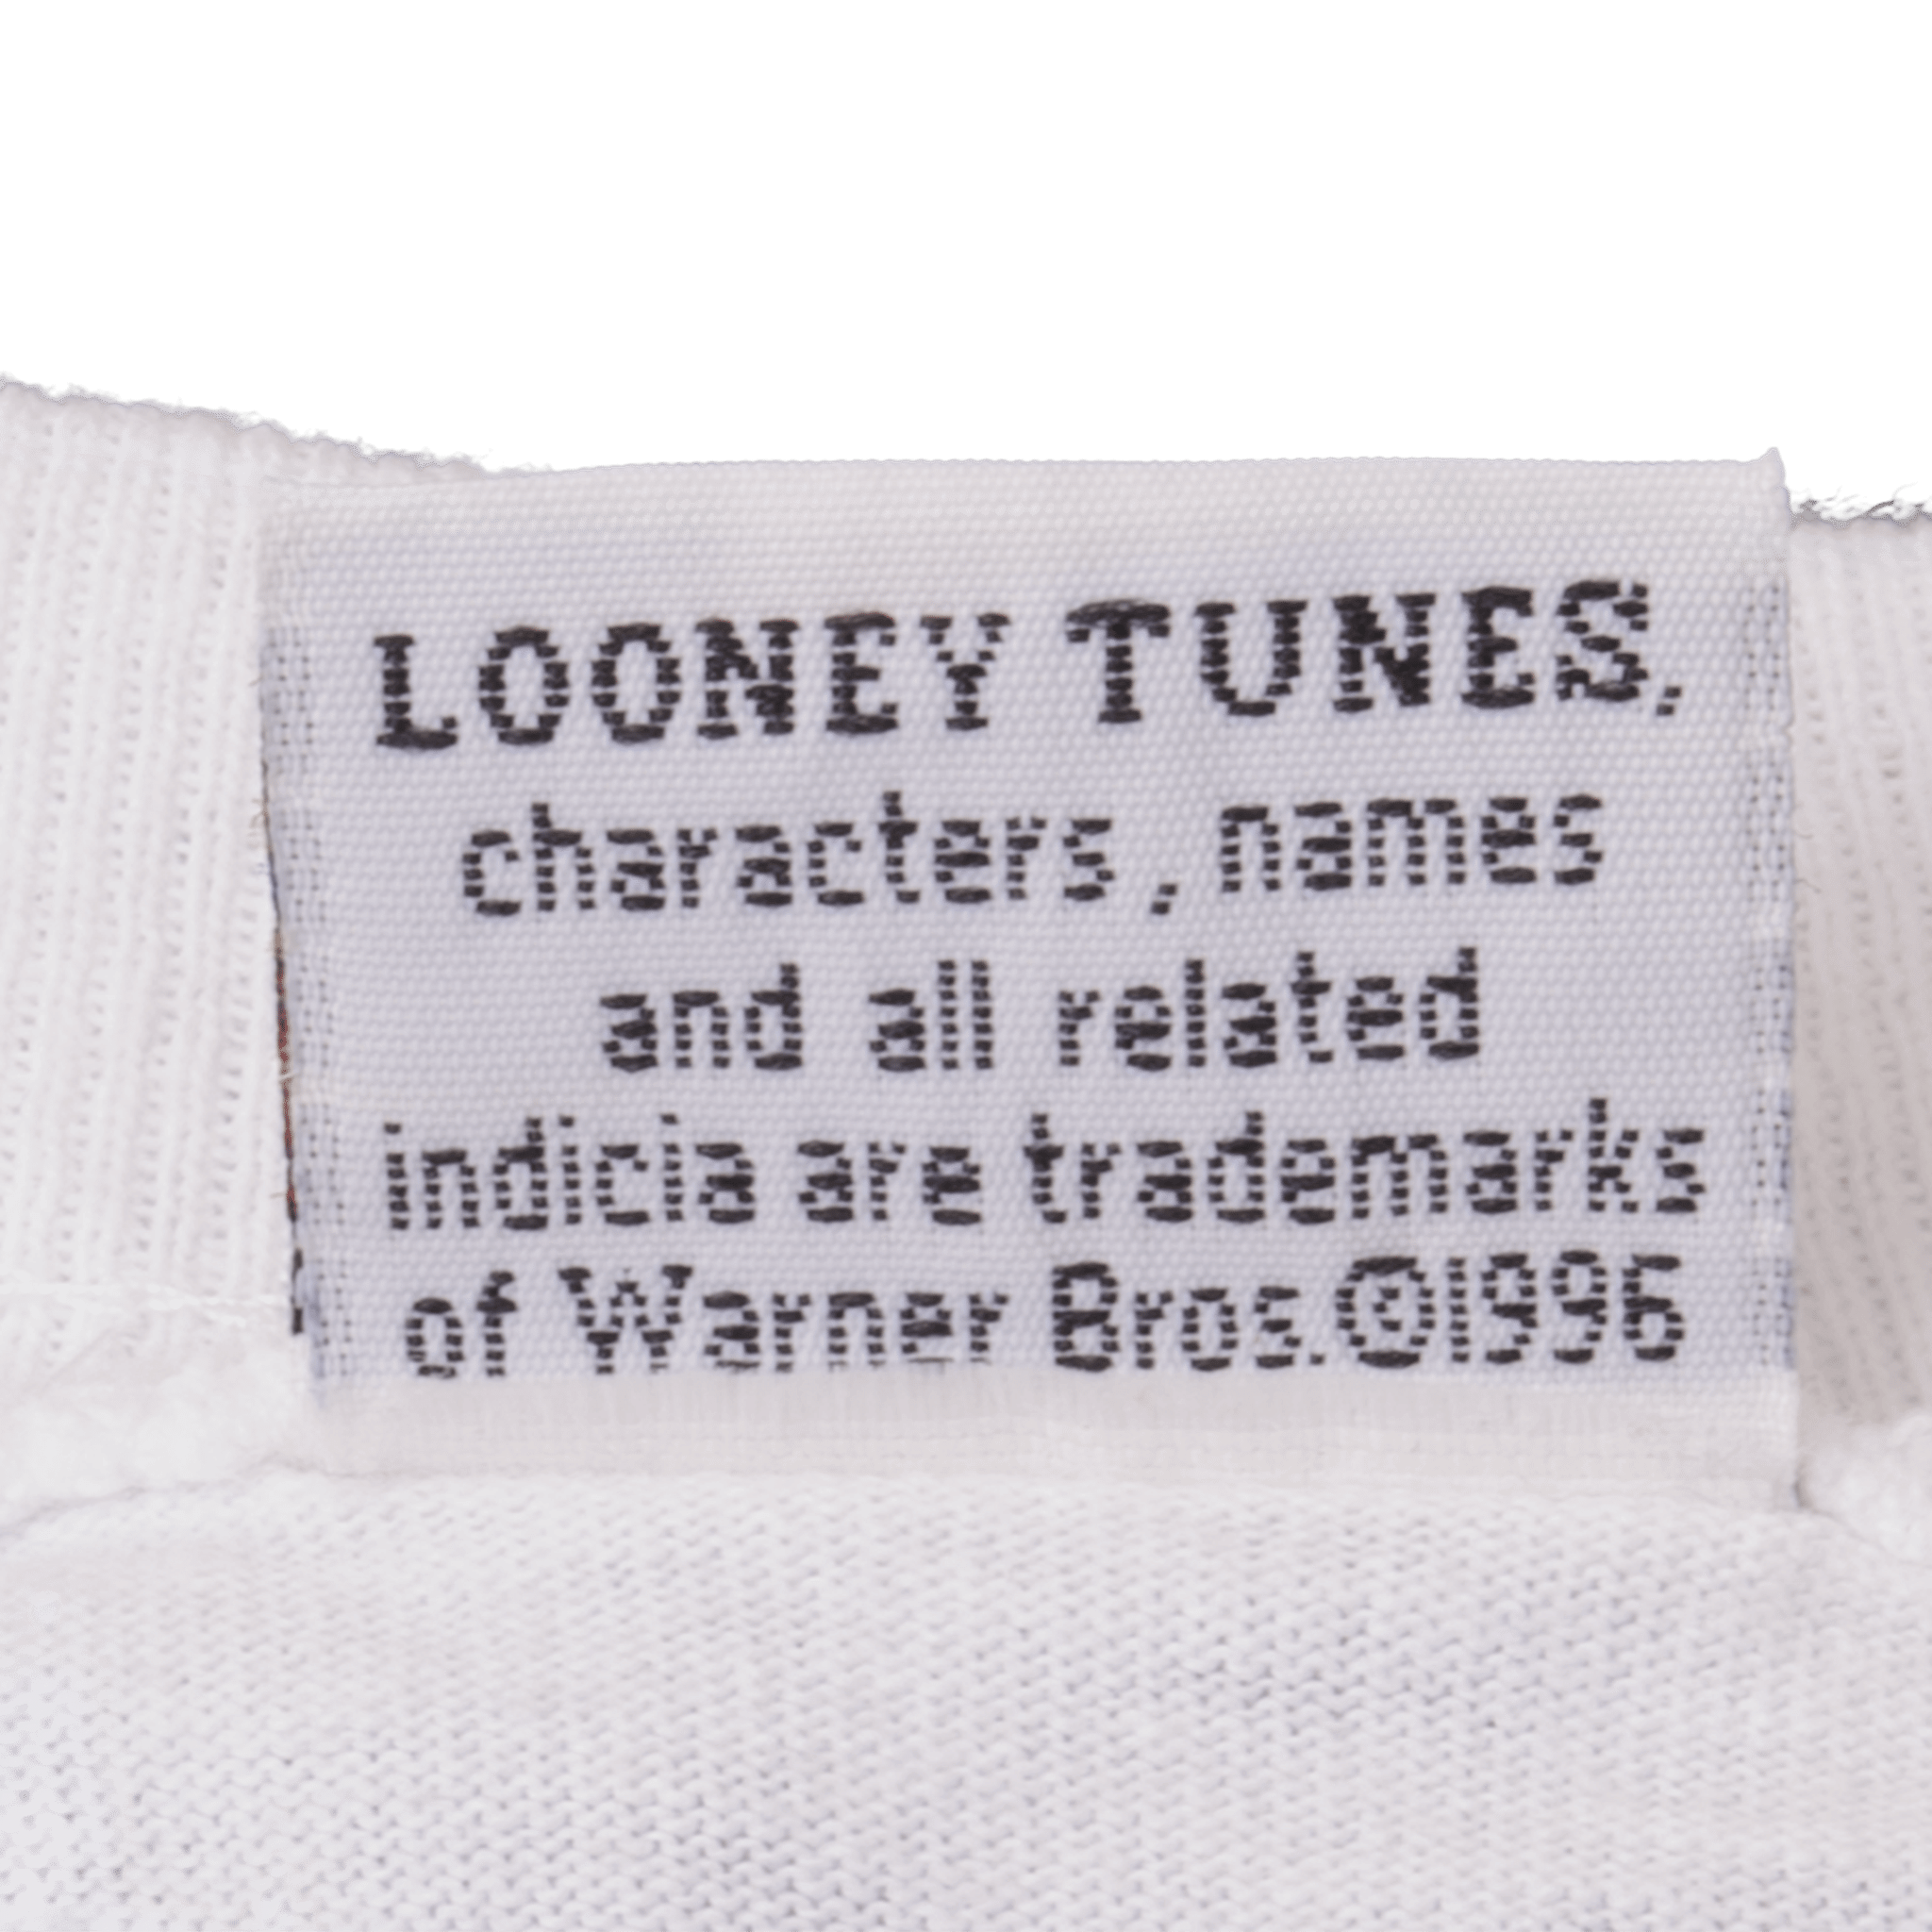 LOONEY TUNES,
characters, names
and all related
indicia are trademarks
of Warner Bros.©1996